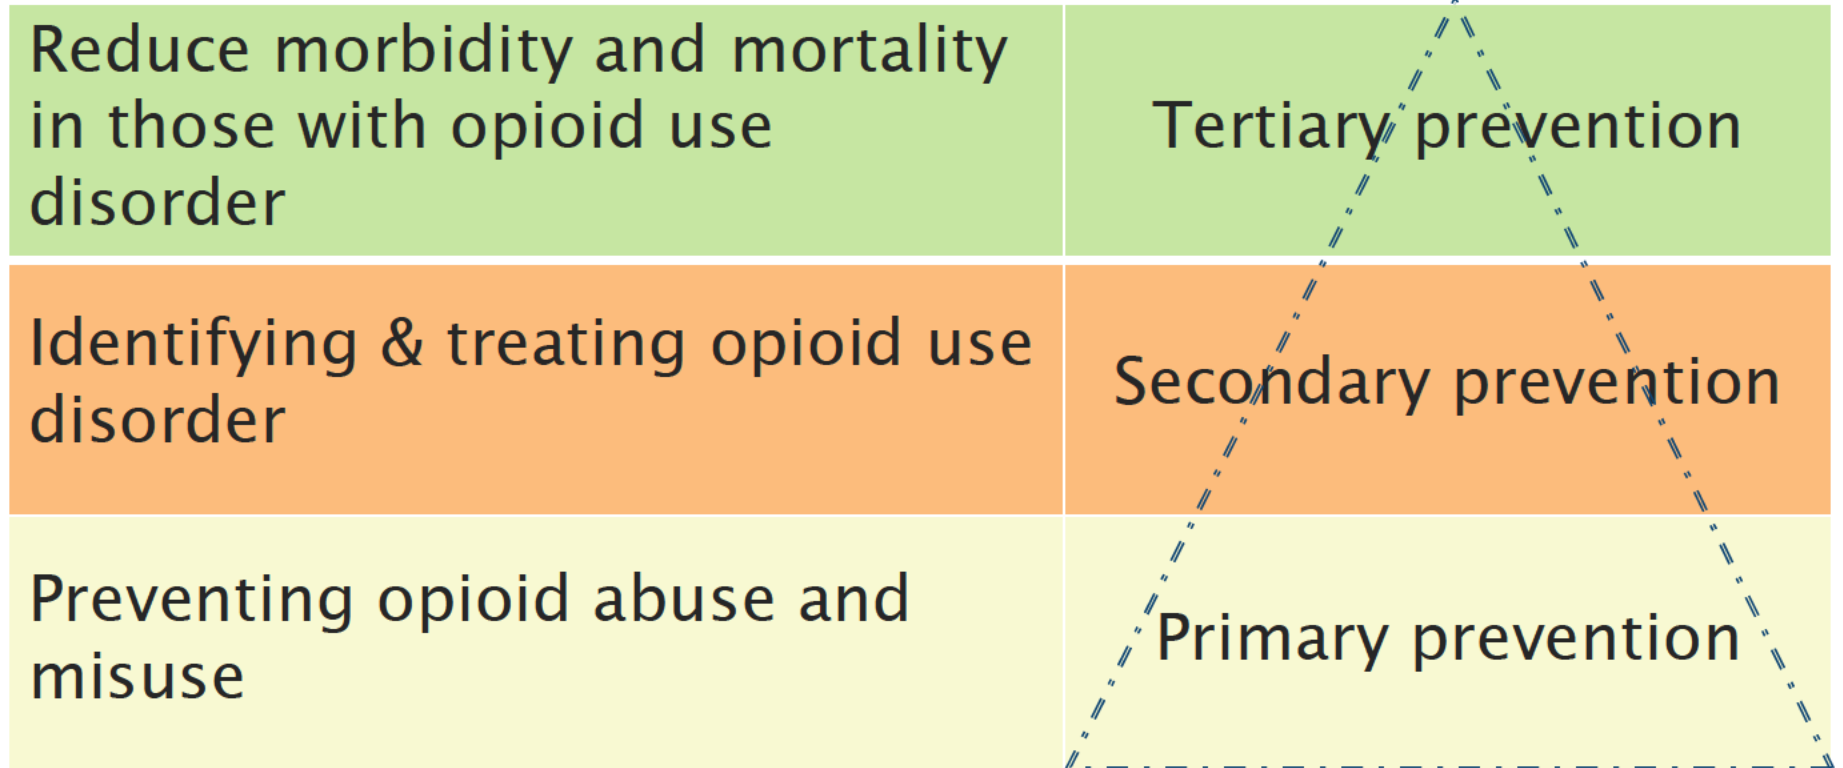 Reduce morbidity and mortality
in those with opioid use
disorder
Tertiary prevention
Identifying & treating opioid use
disorder
Secondary prevention
Preventing opioid abuse and
misuse
Primary prevention